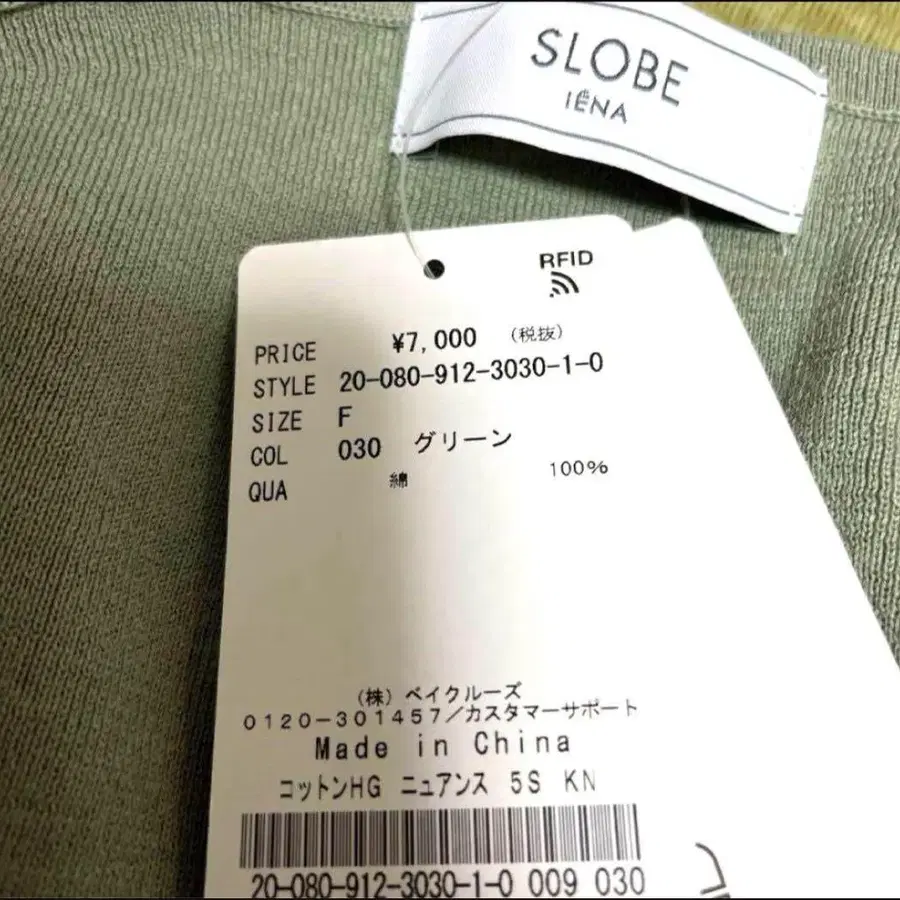 SLOBE
IÉNA
RFID
PRICE ¥7,000 (税抜)
STYLE 20-080-912-3030-1-0
SIZE F
COL 030 グリーン
QUA 綿 100%
(株)ベイクルーズ
0120-301457/カスタマーサポート
Made in China
コットンHG ニュアンス 5S KN
20-080-912-3030-1-0 009 030